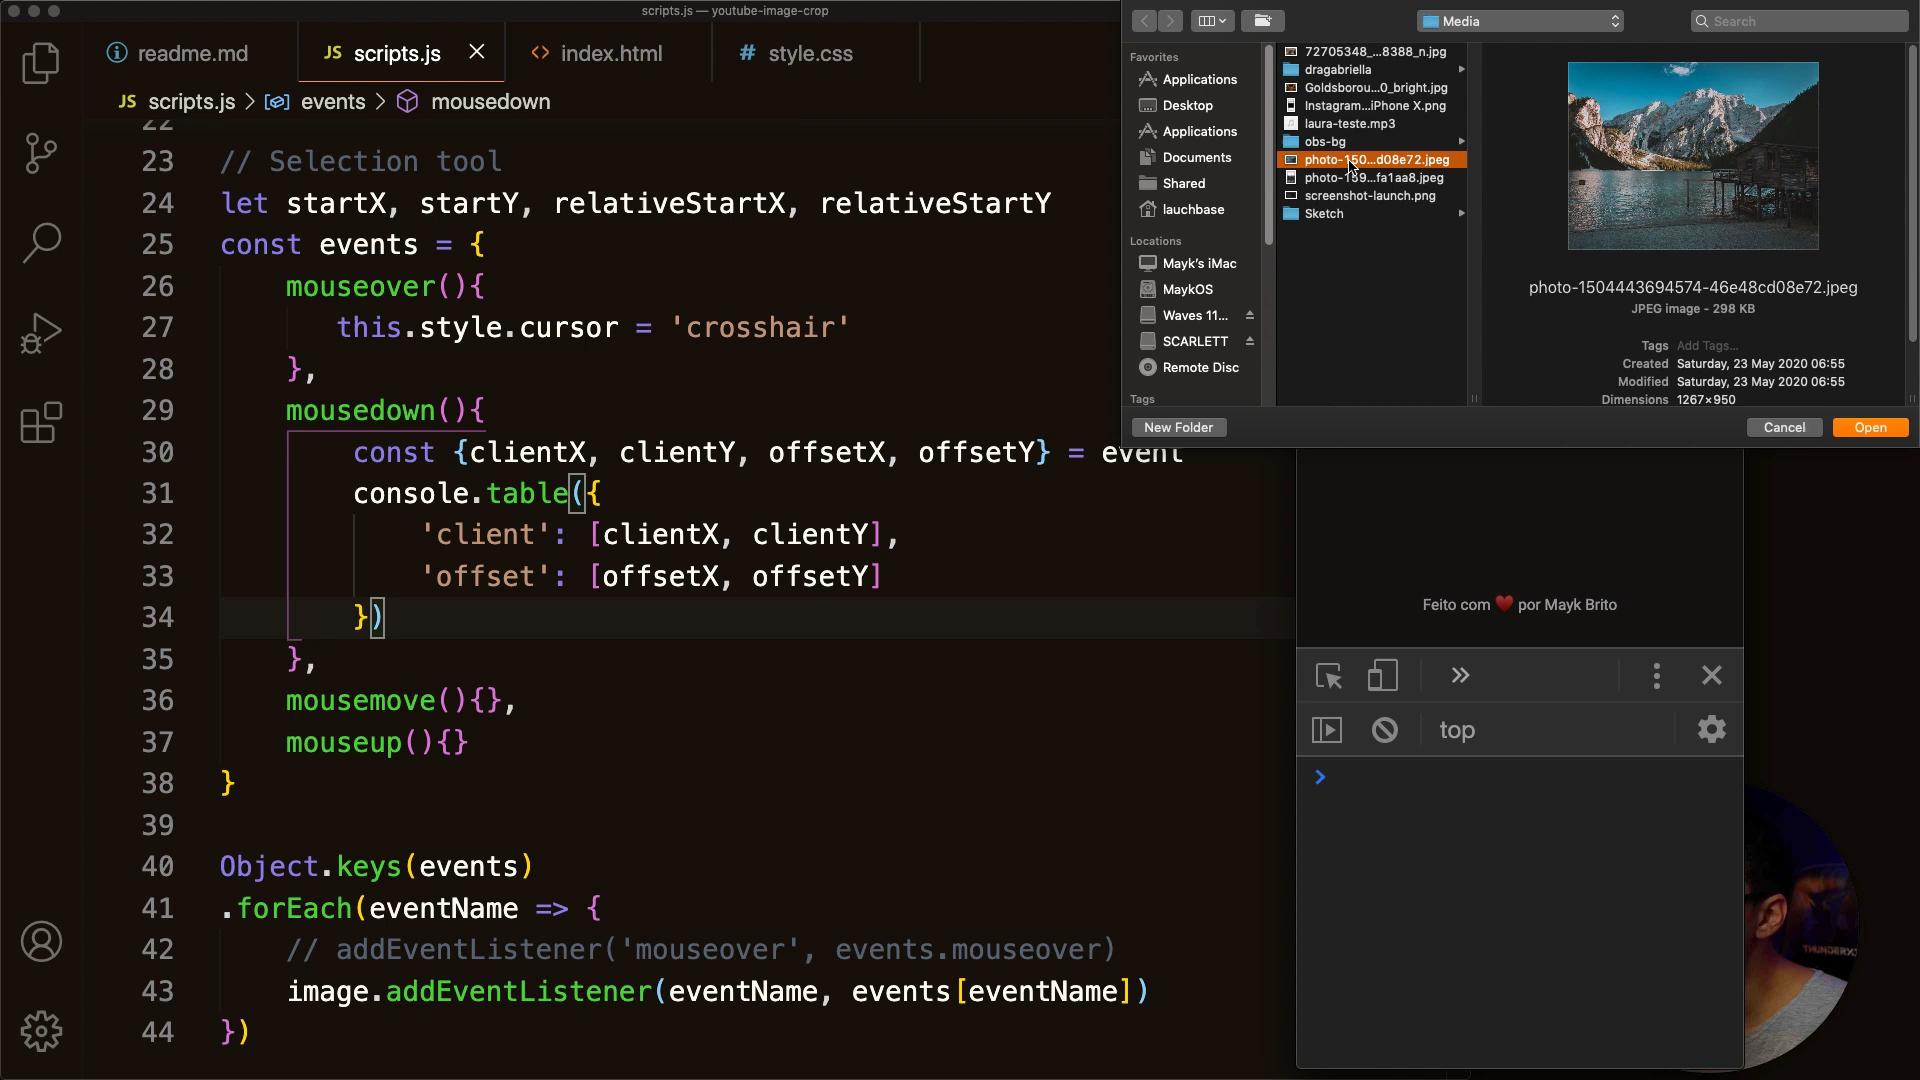 scripts.js — youtube-image-crop
readme.md
JS scripts.js
<> index.html
# style.css
JS scripts.js > events > mousedown
22
23 // Selection tool
24 let startX, startY, relativeStartX, relativeStartY
25 const events = {
26 mouseover(){
27 this.style.cursor = 'crosshair'
28 },
29 mousedown(){
30 const {clientX, clientY, offsetX, offsetY} = event
31 console.table({
32 'client': [clientX, clientY],
33 'offset': [offsetX, offsetY]
34 })
35 },
36 mousemove(){},
37 mouseup(){}
38 }
39
40 Object.keys(events)
41 .forEach(eventName => {
42 // addEventListener('mouseover', events.mouseover)
43 image.addEventListener(eventName, events[eventName])
44 })
Media
Search
Favorites
Applications
Desktop
Applications
Documents
Shared
lauchbase
Locations
Mayk's iMac
MaykOS
Waves 11...
SCARLETT
Remote Disc
Tags
72705348_...8388_n.jpg
dragabriella
Goldsborou...0_bright.jpg
Instagram...iPhone X.png
laura-teste.mp3
obs-bg
photo-150...d08e72.jpeg
photo-159...fa1aa8.jpeg
screenshot-launch.png
Sketch
photo-1504443694574-46e48cd08e72.jpeg
JPEG image - 298 KB
Tags Add Tags...
Created Saturday, 23 May 2020 06:55
Modified Saturday, 23 May 2020 06:55
Dimensions 1267×950
New Folder
Cancel
Open
Feito com ❤️ por Mayk Brito
top